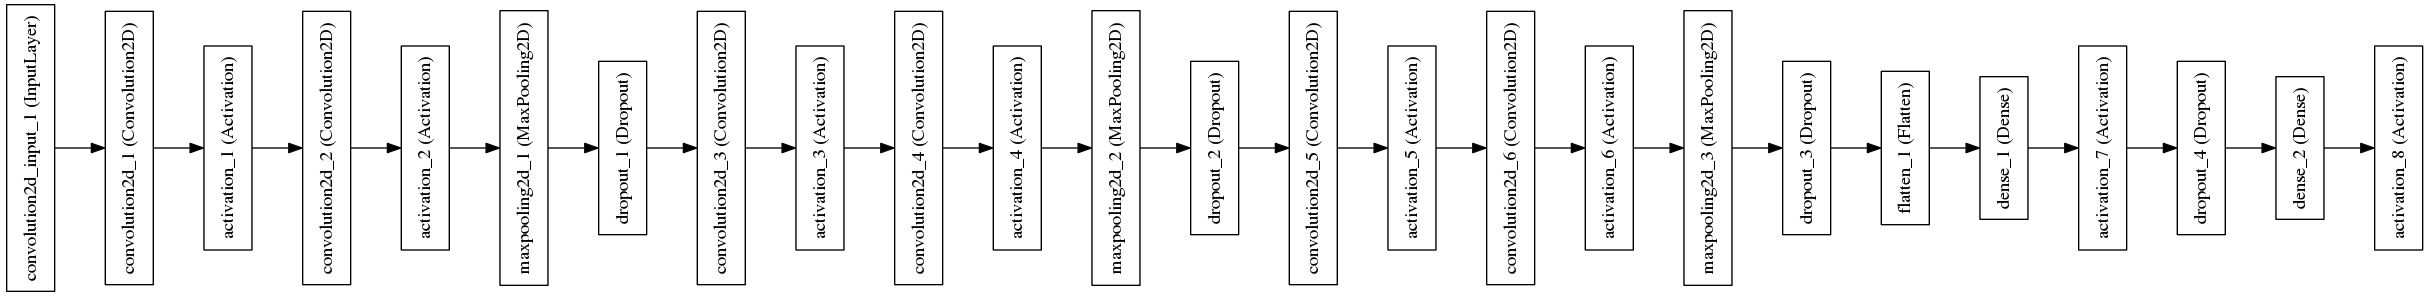 convolution2d_input_1 (InputLayer)
convolution2d_1 (Convolution2D)
activation_1 (Activation)
convolution2d_2 (Convolution2D)
activation_2 (Activation)
maxpooling2d_1 (MaxPooling2D)
dropout_1 (Dropout)
convolution2d_3 (Convolution2D)
activation_3 (Activation)
convolution2d_4 (Convolution2D)
activation_4 (Activation)
maxpooling2d_2 (MaxPooling2D)
dropout_2 (Dropout)
convolution2d_5 (Convolution2D)
activation_5 (Activation)
convolution2d_6 (Convolution2D)
activation_6 (Activation)
maxpooling2d_3 (MaxPooling2D)
dropout_3 (Dropout)
flatten_1 (Flatten)
dense_1 (Dense)
activation_7 (Activation)
dropout_4 (Dropout)
dense_2 (Dense)
activation_8 (Activation)